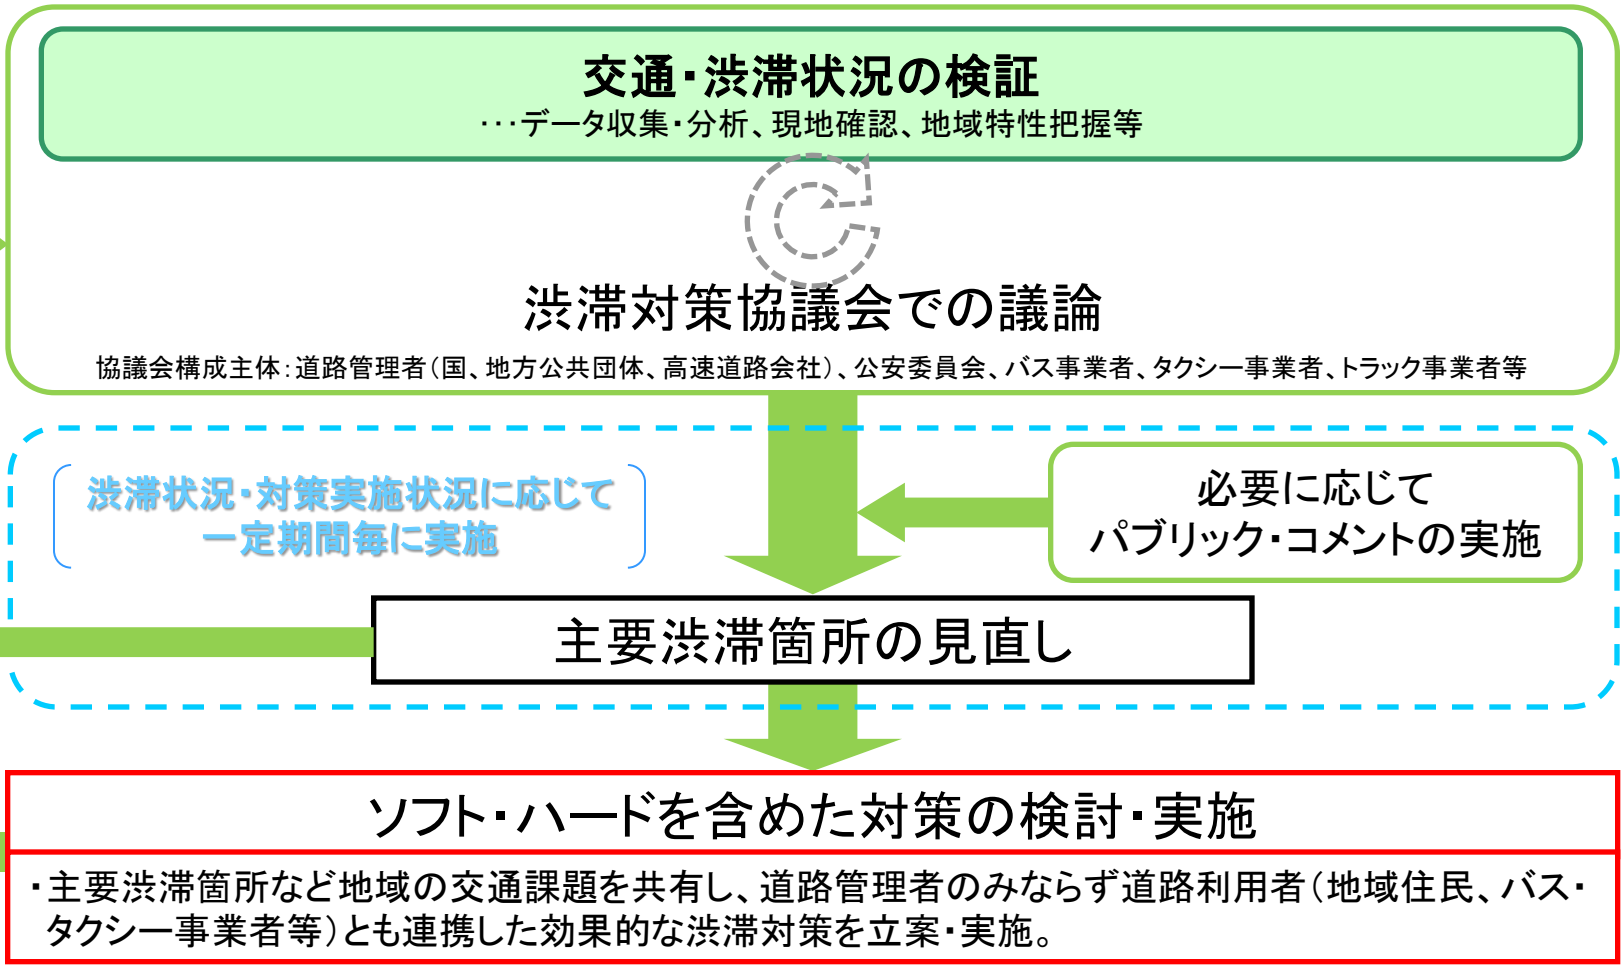 交通・渋滞状況の検証
･･･データ収集・分析、現地確認、地域特性把握等
渋滞対策協議会での議論
協議会構成主体：道路管理者（国、地方公共団体、高速道路会社）、公安委員会、バス事業者、タクシー事業者、トラック事業者等
渋滞状況・対策実施状況に応じて
一定期間毎に実施
必要に応じて
パブリック・コメントの実施
主要渋滞箇所の見直し
ソフト・ハードを含めた対策の検討・実施
・主要渋滞箇所など地域の交通課題を共有し、道路管理者のみならず道路利用者（地域住民、バス・
タクシー事業者等）とも連携した効果的な渋滞対策を立案・実施。